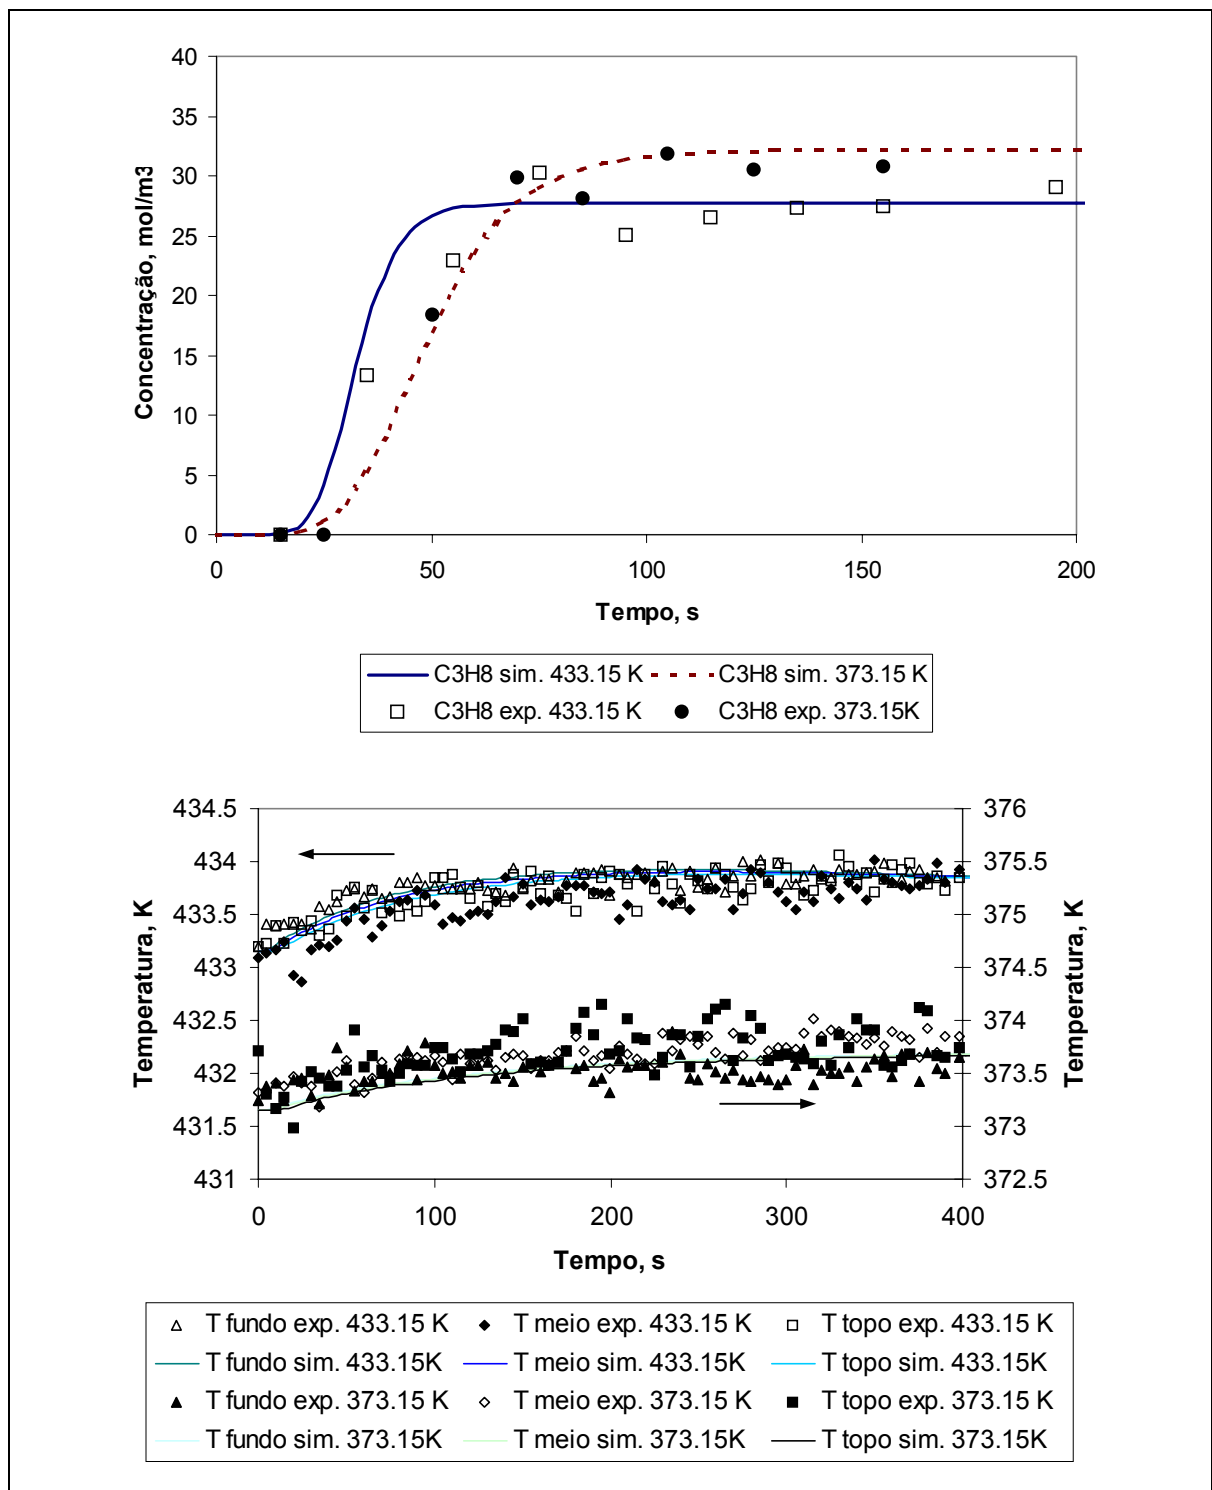 40
35
30
25
20
15
10
5
0
Concentração, mol/m3
0 50 100 150 200
Tempo, s
C3H8 sim. 433.15 K C3H8 sim. 373.15 K
C3H8 exp. 433.15 K C3H8 exp. 373.15K
434.5 376
434 375.5
433.5 375
433 374.5
432.5 374
432 373.5
431.5 373
431 372.5
Temperatura, K
Temperatura, K
0 100 200 300 400
Tempo, s
T fundo exp. 433.15 K T meio exp. 433.15 K T topo exp. 433.15 K
T fundo sim. 433.15K T meio sim. 433.15K T topo sim. 433.15K
T fundo exp. 373.15 K T meio exp. 373.15 K T topo exp. 373.15 K
T fundo sim. 373.15K T meio sim. 373.15K T topo sim. 373.15K